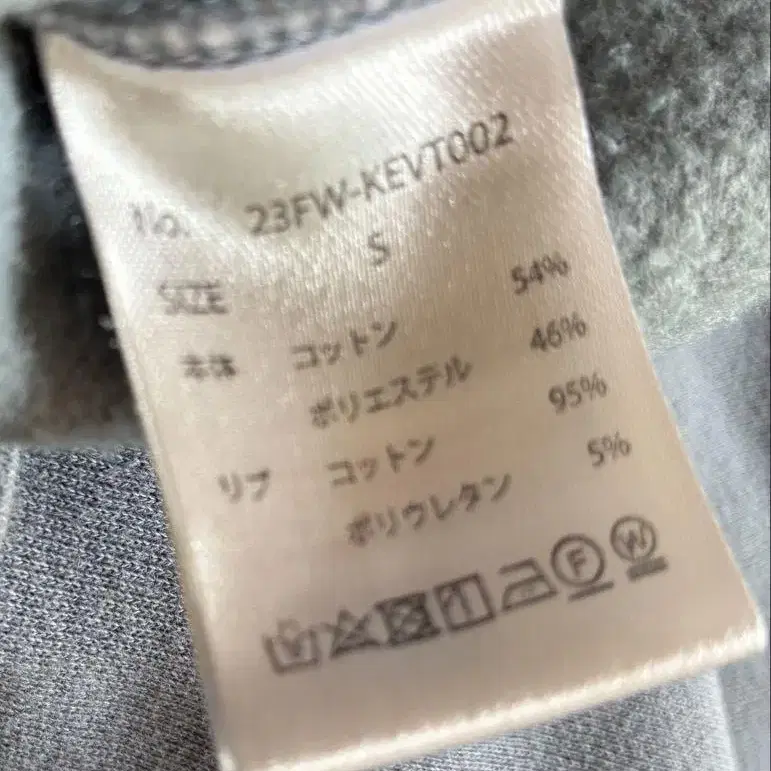 No. 23FW-KEVT002
SIZE S
本体 コットン 54%
ポリエステル 46%
リブ コットン 95%
ポリウレタン 5%
F W